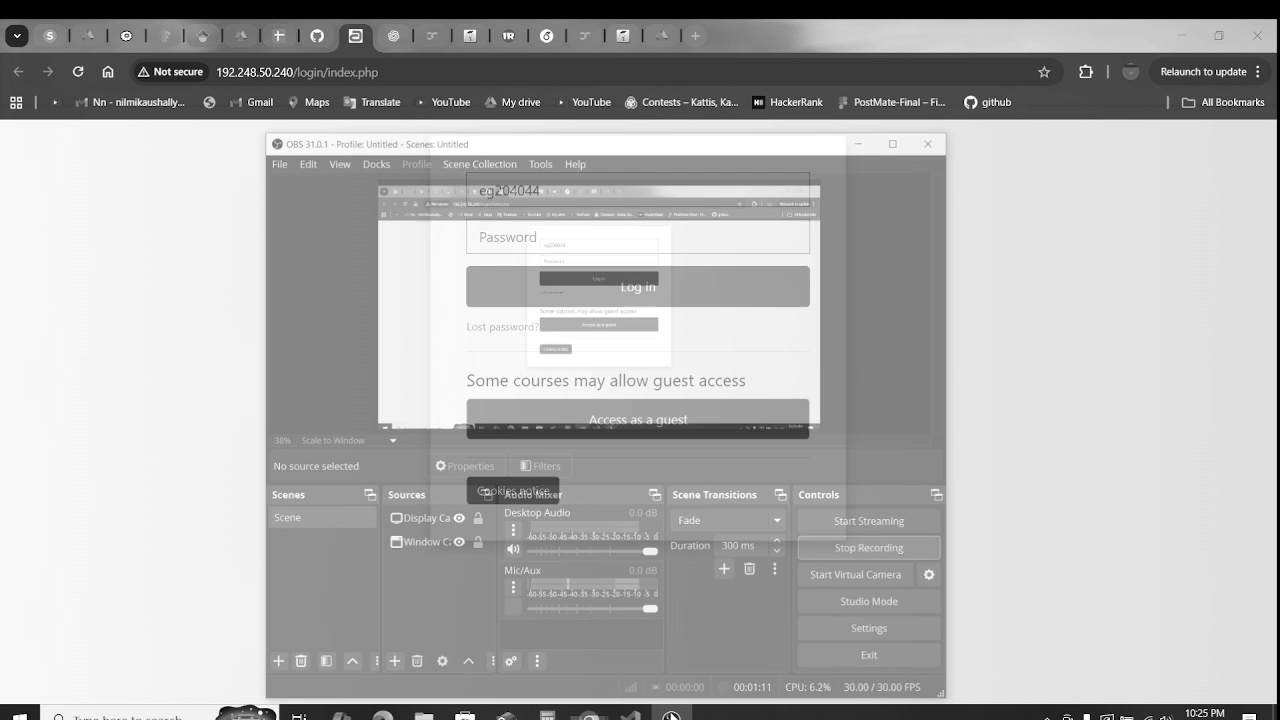 Not secure 192.248.50.240/login/index.php Relaunch to update
Nn - nilmikaushally... Gmail Maps Translate YouTube My drive YouTube Contests – Kattis, Ka... HackerRank PostMate-Final – Fi... github All Bookmarks
OBS 31.0.1 - Profile: Untitled - Scenes: Untitled
File Edit View Docks Profile Scene Collection Tools Help
eg204044
Password
Log in
Lost password?
Some courses may allow guest access
Access as a guest
Cookies notice
38% Scale to Window
No source selected Properties Filters
Scenes Sources Audio Mixer Scene Transitions Controls
Scene
Display Ca
Window Ca
Desktop Audio 0.0 dB
-60 -55 -50 -45 -40 -35 -30 -25 -20 -15 -10 -5 0
Mic/Aux 0.0 dB
-60 -55 -50 -45 -40 -35 -30 -25 -20 -15 -10 -5 0
Fade
Duration 300 ms
Start Streaming
Stop Recording
Start Virtual Camera
Studio Mode
Settings
Exit
00:00:00 00:01:11 CPU: 6.2% 30.00 / 30.00 FPS
Type here to search 10:25 PM